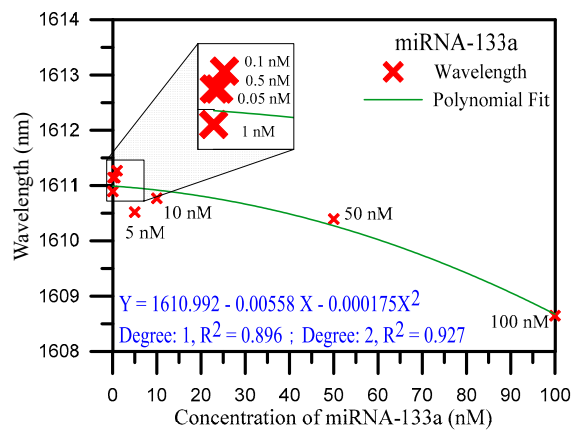 1614
1613
1612
1611
1610
1609
1608
Wavelength (nm)
miRNA-133a
Wavelength
Polynomial Fit
0.1 nM
0.5 nM
0.05 nM
1 nM
5 nM
10 nM
50 nM
100 nM
Y = 1610.992 - 0.00558 X - 0.000175X²
Degree: 1, R² = 0.896 ; Degree: 2, R² = 0.927
0 10 20 30 40 50 60 70 80 90 100
Concentration of miRNA-133a (nM)